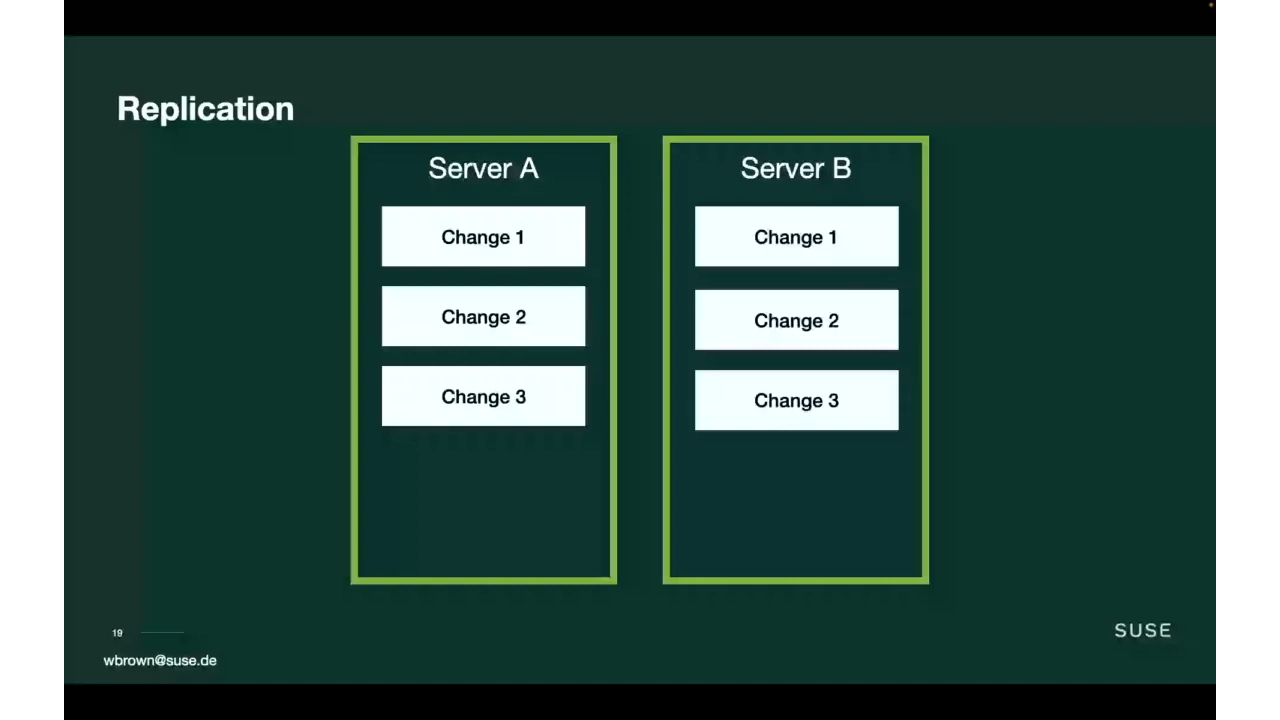 Replication
Server A
Change 1
Change 2
Change 3
Server B
Change 1
Change 2
Change 3
19
wbrown@suse.de
SUSE